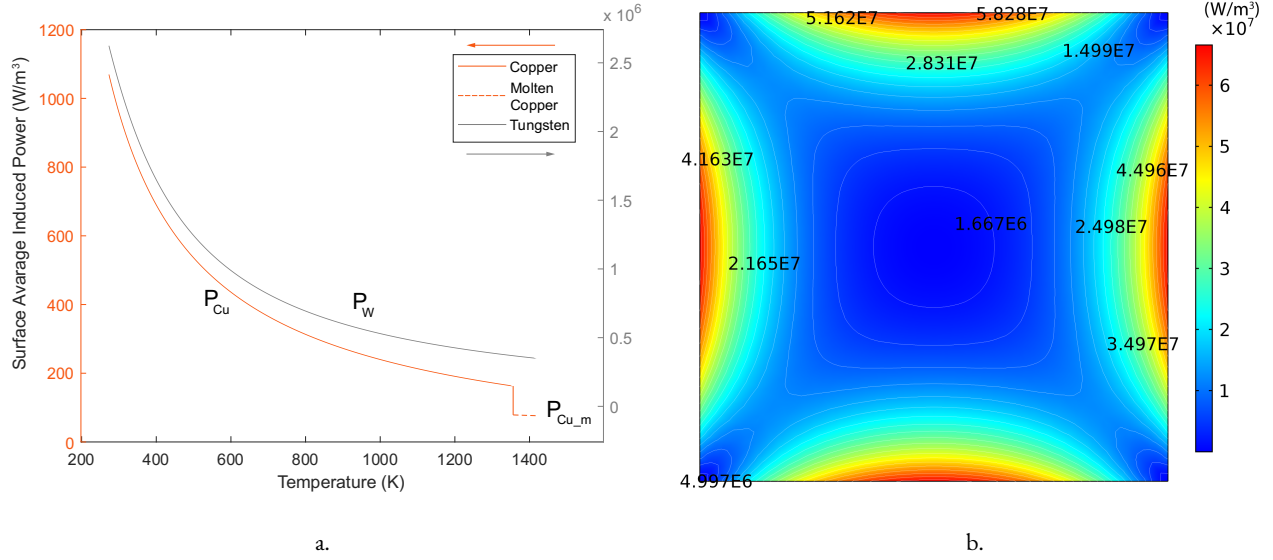 x 10⁶
1200
1000
800
600
400
200
0
Surface Avarage Induced Power (W/m³)
Copper
Molten
Copper
Tungsten
P_Cu
P_W
P_Cu_m
2.5
2
1.5
1
0.5
0
200 400 600 800 1000 1200 1400
Temperature (K)
a.
(W/m³)
×10⁷
5.162E7 5.828E7
1.499E7
2.831E7
4.163E7
4.496E7
1.667E6
2.498E7
2.165E7
3.497E7
4.997E6
6
5
4
3
2
1
b.